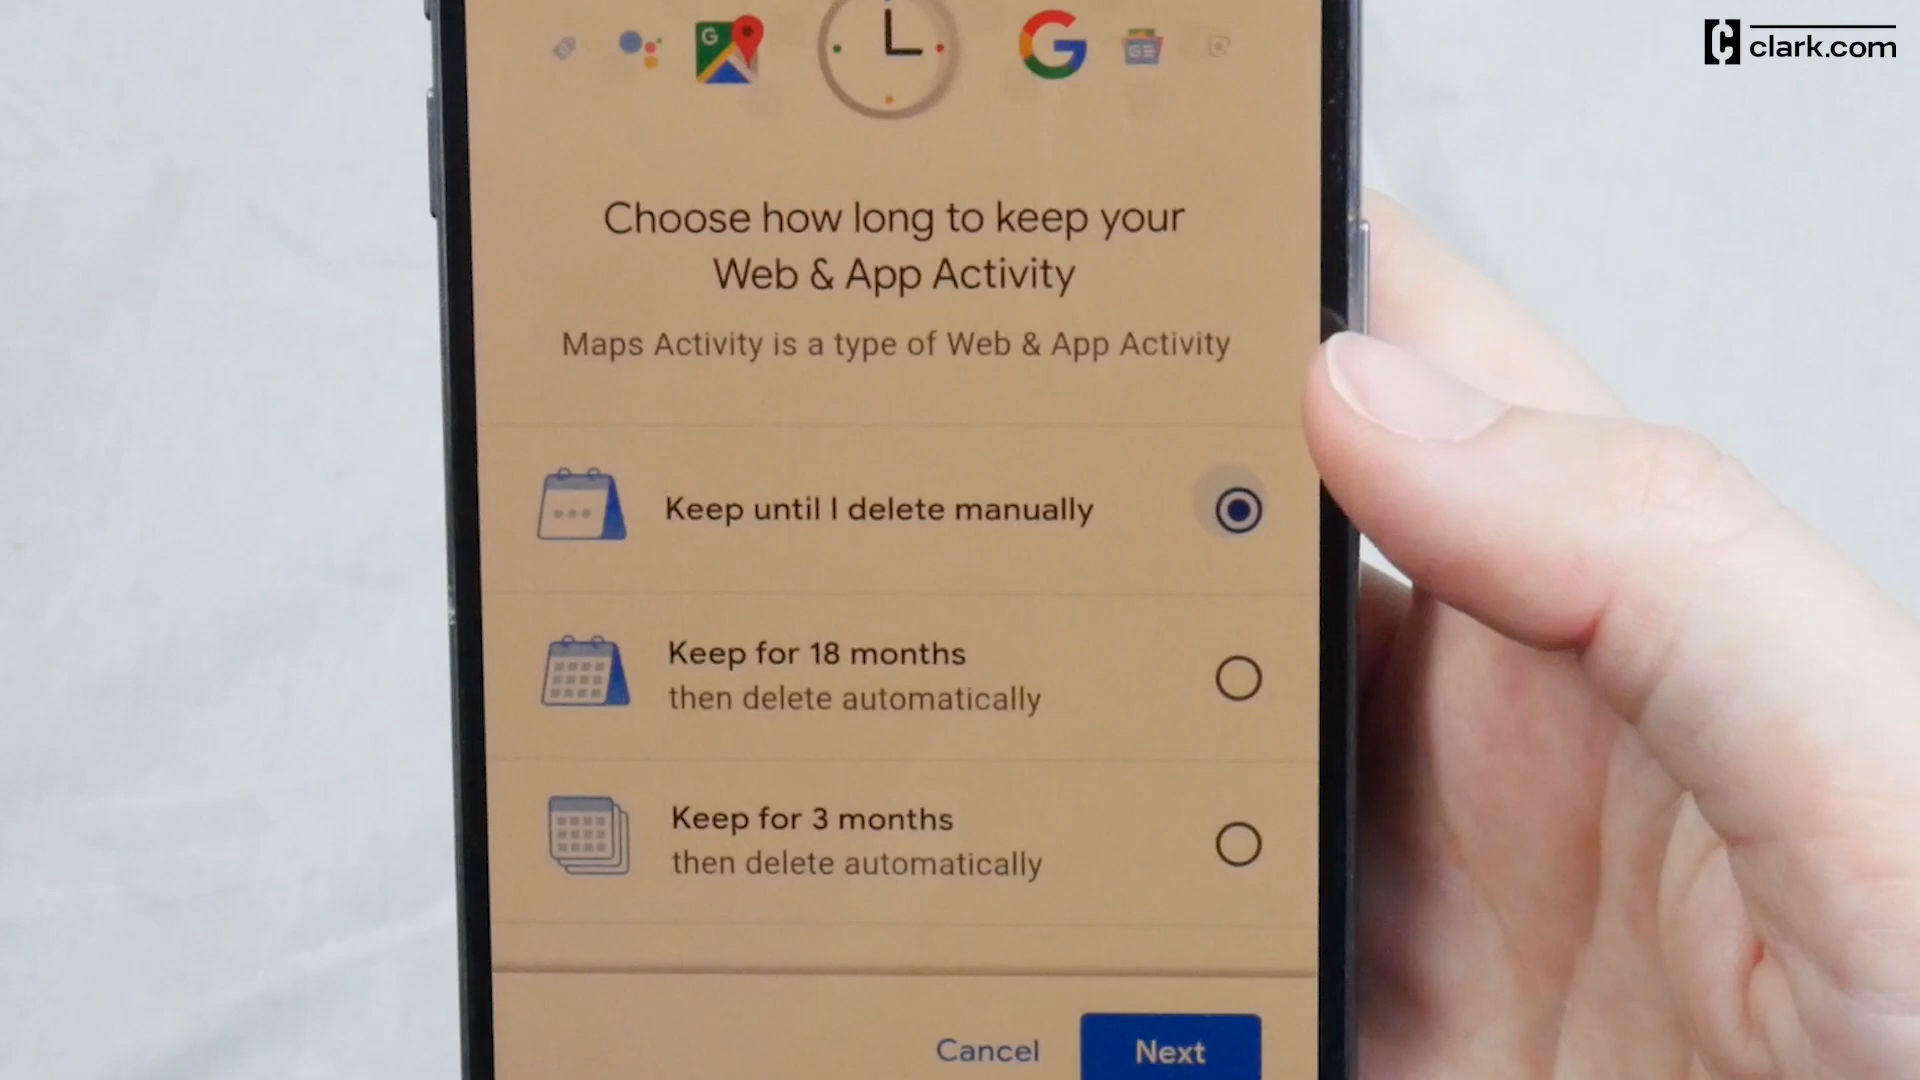 clark.com
Choose how long to keep your
Web & App Activity
Maps Activity is a type of Web & App Activity
Keep until I delete manually
Keep for 18 months
then delete automatically
Keep for 3 months
then delete automatically
Cancel
Next